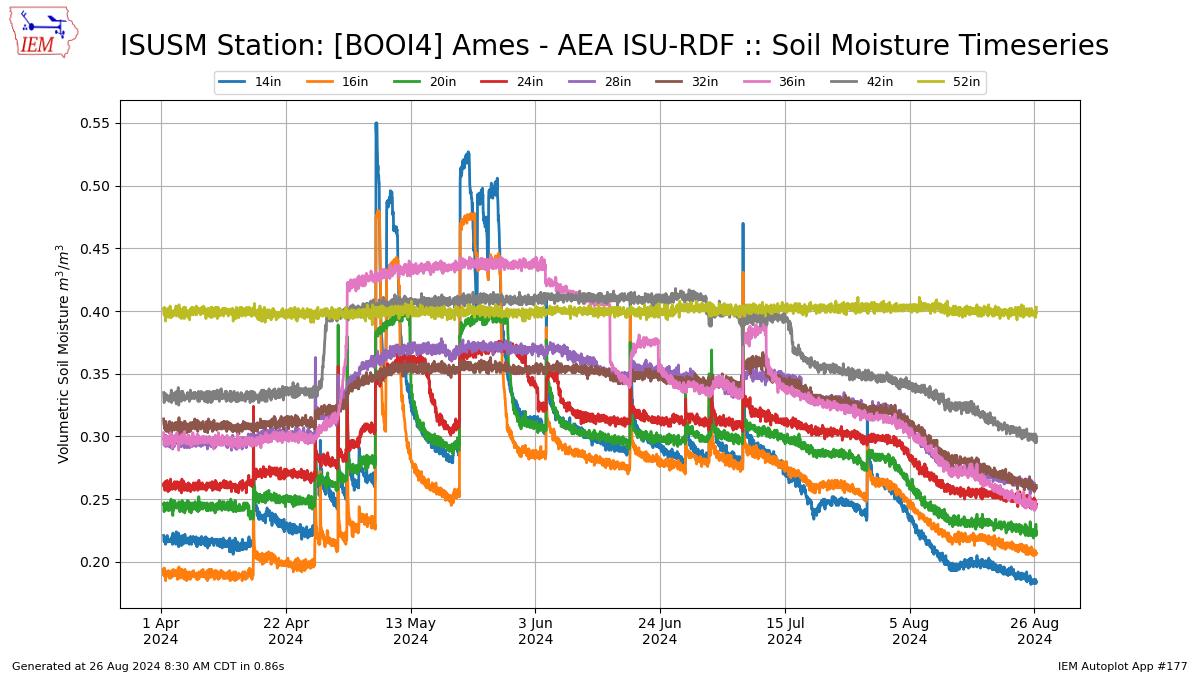 IEM
ISUSM Station: [BOOI4] Ames - AEA ISU-RDF :: Soil Moisture Timeseries
14in 16in 20in 24in 28in 32in 36in 42in 52in
Volumetric Soil Moisture m³/m³
0.55
0.50
0.45
0.40
0.35
0.30
0.25
0.20
1 Apr 22 Apr 13 May 3 Jun 24 Jun 15 Jul 5 Aug 26 Aug
2024 2024 2024 2024 2024 2024 2024 2024
Generated at 26 Aug 2024 8:30 AM CDT in 0.86s
IEM Autoplot App #177